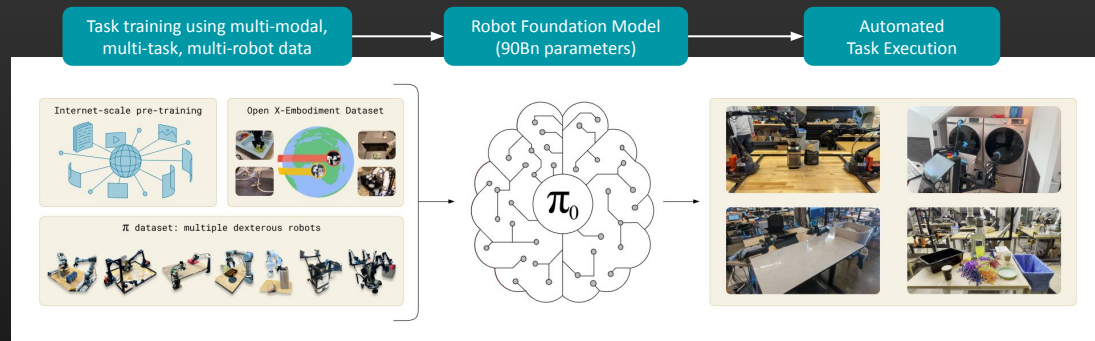 Task training using multi-modal,
multi-task, multi-robot data
Robot Foundation Model
(90Bn parameters)
Automated
Task Execution
Internet-scale pre-training
Open X-Embodiment Dataset
π dataset: multiple dexterous robots
π₀